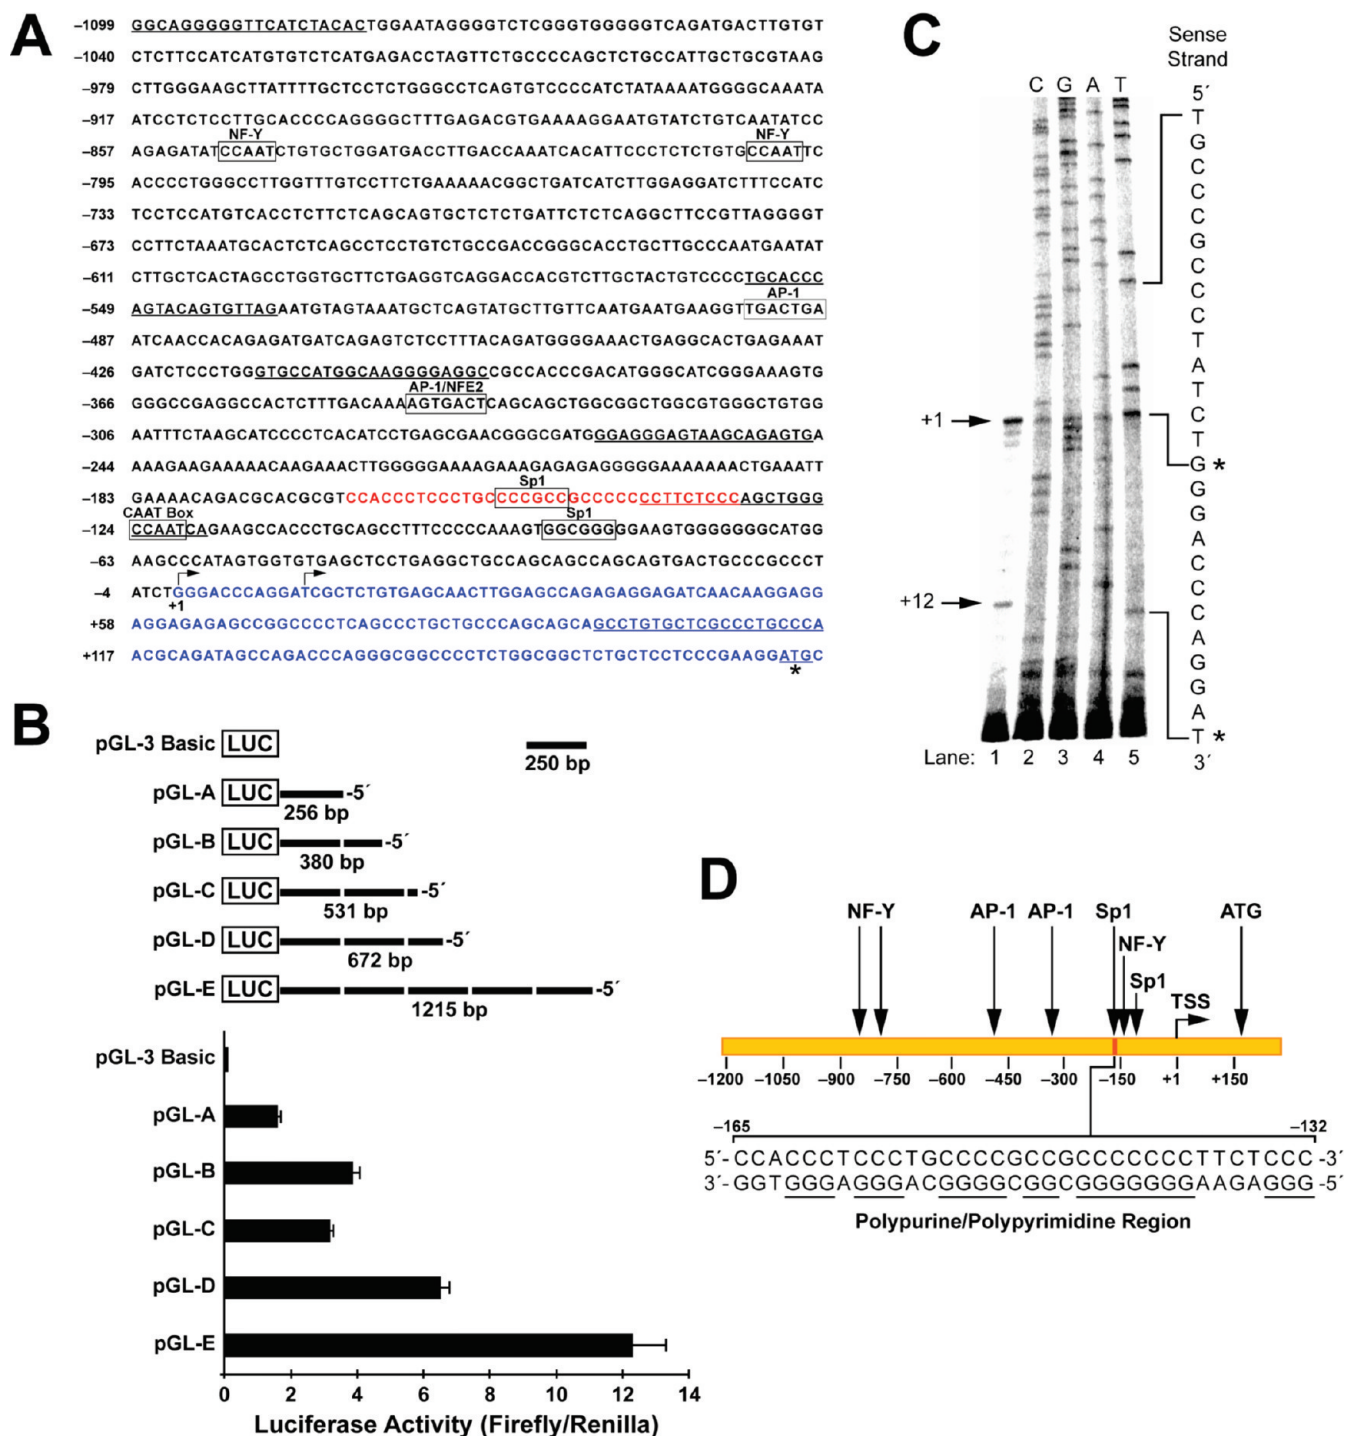 A
−1099 GGCAGGGGGTTCATCTACACTGGAATAGGGGTCTCGGGTGGGGGTCAGATGACTTGTGT
−1040 CTCTTCCATCATGTGTCTCATGAGACCTAGTTCTGCCCCAGCTCTGCCATTGCTGCGTAAG
−979 CTTGGGAAGCTTATTTTGCTCCTCTGGGCCTCAGTGTCCCCATCTATAAAATGGGGCAAATA
−917 ATCCTCTCCTTGCACCCCAGGGGCTTTGAGACGTGAAAAGGAATGTATCTGTCAATATCC
NF-Y NF-Y
−857 AGAGATATCCAATCTGTGCTGGATGACCTTGACCAAATCACATTCCCTCTCTGTGCCAATTC
−795 ACCCCTGGGCCTTGGTTTGTCCTTCTGAAAAACGGCTGATCATCTTGGAGGATCTTTCCATC
−733 TCCTCCATGTCACCTCTTCTCAGCAGTGCTCTCTGATTCTCTCAGGCTTCCGTTAGGGGT
−673 CCTTCTAAATGCACTCTCAGCCTCCTGTCTGCCGACCGGGCACCTGCTTGCCCAATGAATAT
−611 CTTGCTCACTAGCCTGGTGCTTCTGAGGTCAGGACCACGTCTTGCTACTGTCCCCTGCACCC
AP-1
−549 AGTACAGTGTTAGAATGTAGTAAATGCTCAGTATGCTTGTTCAATGAATGAAGGTTGACTGA
−487 ATCAACCACAGAGATGATCAGAGTCTCCTTTACAGATGGGGAAACTGAGGCACTGAGAAAT
−426 GATCTCCCTGGGTGCCATGGCAAGGGGAGGCCGCCACCCGACATGGGCATCGGGAAAGTG
AP-1/NFE2
−366 GGGCCGAGGCCACTCTTTGACAAAAGTGACTCAGCAGCTGGCGGCTGGCGTGGGCTGTGG
−306 AATTTCTAAGCATCCCCTCACATCCTGAGCGAACGGGCGATGGGAGGGAGTAAGCAGAGTGA
−244 AAAGAAGAAAAACAAGAAACTTGGGGGAAAAGAAAGAGAGAGGGGGAAAAAAACTGAAATT
Sp1
−183 GAAAACAGACGCACGCGTCCACCCTCCCTGCCCCGCCGCCCCCCCTTCTCCCAGCTGGG
CAAT Box Sp1
−124 CCAATCAGAAGCCACCCTGCAGCCTTTCCCCCAAAGTGGCGGGGGAAGTGGGGGGGCATGG
−63 AAGCCCATAGTGGTGTGAGCTCCTGAGGCTGCCAGCAGCCAGCAGTGACTGCCCGCCCT
−4 ATCTGGGACCCAGGATCGCTCTGTGAGCAACTTGGAGCCAGAGAGGAGATCAACAAGGAGG
+1
+58 AGGAGAGAGCCGGCCCCTCAGCCCTGCTGCCCAGCAGCAGCCTGTGCTCGCCCTGCCCA
+117 ACGCAGATAGCCAGACCCAGGGCGGCCCCTCTGGCGGCTCTGCTCCTCCCGAAGGATGC
*
B
pGL-3 Basic LUC
250 bp
pGL-A LUC -5´
256 bp
pGL-B LUC -5´
380 bp
pGL-C LUC -5´
531 bp
pGL-D LUC -5´
672 bp
pGL-E LUC -5´
1215 bp
pGL-3 Basic
pGL-A
pGL-B
pGL-C
pGL-D
pGL-E
0 2 4 6 8 10 12 14
Luciferase Activity (Firefly/Renilla)
C
Sense
Strand
C G A T
5´
T
G
C
C
C
G
C
C
C
T
A
T
C
T
G *
G
G
A
C
C
C
A
G
G
A
T *
3´
+1
+12
Lane: 1 2 3 4 5
D
NF-Y AP-1 AP-1 Sp1 ATG
NF-Y
Sp1
TSS
−1200 −1050 −900 −750 −600 −450 −300 −150 +1 +150
−165 −132
5´-CCACCCTCCCTGCCCCGCCGCCCCCCCTTCTCCC-3´
3´-GGTGGGAGGGACGGGGCGGCGGGGGGGAAGAGGG-5´
Polypurine/Polypyrimidine Region